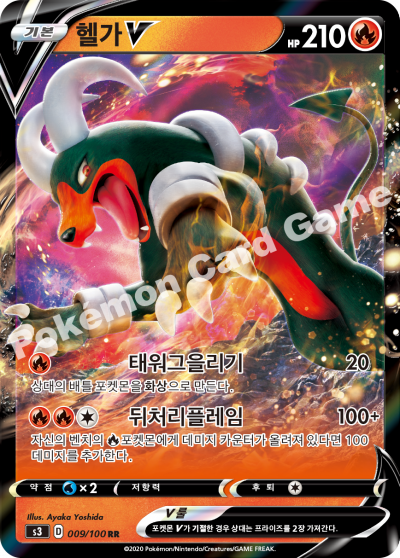 기본 헬가V HP 210
태워그을리기 20
상대의 배틀 포켓몬을 화상으로 만든다.
뒤처리플레임 100+
자신의 벤치의 포켓몬에게 데미지 카운터가 올려져 있다면 100
데미지를 추가한다.
약점 ×2 저항력 후퇴
Illus. Ayaka Yoshida
s3 D 009/100 RR
V룰
포켓몬V가 기절한 경우 상대는 프라이즈를 2장 가져간다.
©2020 Pokémon/Nintendo/Creatures/GAME FREAK.
Pokémon Card Game